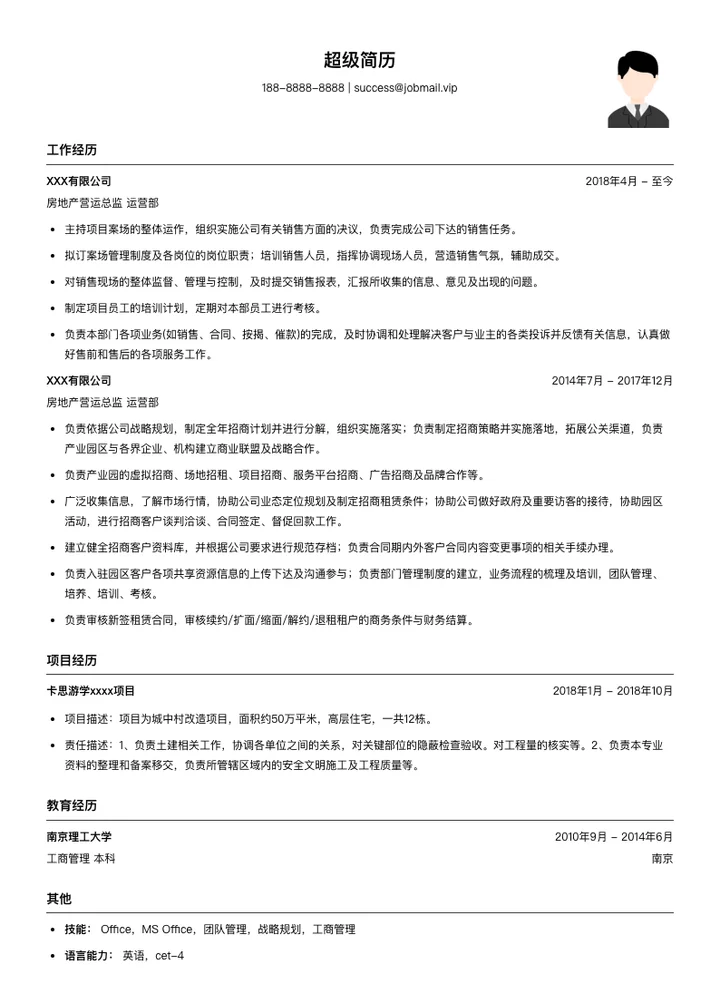 超级简历
188-8888-8888 | success@jobmail.vip
工作经历
XXX有限公司 2018年4月 – 至今
房地产营运总监 运营部
• 主持项目案场的整体运作，组织实施公司有关销售方面的决议，负责完成公司下达的销售任务。
• 拟订案场管理制度及各岗位的岗位职责；培训销售人员，指挥协调现场人员，营造销售气氛，辅助成交。
• 对销售现场的整体监督、管理与控制，及时提交销售报表，汇报所收集的信息、意见及出现的问题。
• 制定项目员工的培训计划，定期对本部员工进行考核。
• 负责本部门各项业务(如销售、合同、按揭、催款)的完成，及时协调和处理解决客户与业主的各类投诉并反馈有关信息，认真做
好售前和售后的各项服务工作。
XXX有限公司 2014年7月 – 2017年12月
房地产营运总监 运营部
• 负责依据公司战略规划，制定全年招商计划并进行分解，组织实施落实；负责制定招商策略并实施落地，拓展公关渠道，负责
产业园区与各界企业、机构建立商业联盟及战略合作。
• 负责产业园的虚拟招商、场地招租、项目招商、服务平台招商、广告招商及品牌合作等。
• 广泛收集信息，了解市场行情，协助公司业态定位规划及制定招商租赁条件；协助公司做好政府及重要访客的接待，协助园区
活动，进行招商客户谈判洽谈、合同签定、督促回款工作。
• 建立健全招商客户资料库，并根据公司要求进行规范存档；负责合同期内外客户合同内容变更事项的相关手续办理。
• 负责入驻园区客户各项共享资源信息的上传下达及沟通参与；负责部门管理制度的建立，业务流程的梳理及培训，团队管理、
培养、培训、考核。
• 负责审核新签租赁合同，审核续约/扩面/缩面/解约/退租租户的商务条件与财务结算。
项目经历
卡思游学xxxx项目 2018年1月 – 2018年10月
• 项目描述：项目为城中村改造项目，面积约50万平米，高层住宅，一共12栋。
• 责任描述：1、负责土建相关工作，协调各单位之间的关系，对关键部位的隐蔽检查验收。对工程量的核实等。2、负责本专业
资料的整理和备案移交，负责所管辖区域内的安全文明施工及工程质量等。
教育经历
南京理工大学 2010年9月 – 2014年6月
工商管理 本科 南京
其他
• 技能： Office，MS Office，团队管理，战略规划，工商管理
• 语言能力： 英语，cet-4